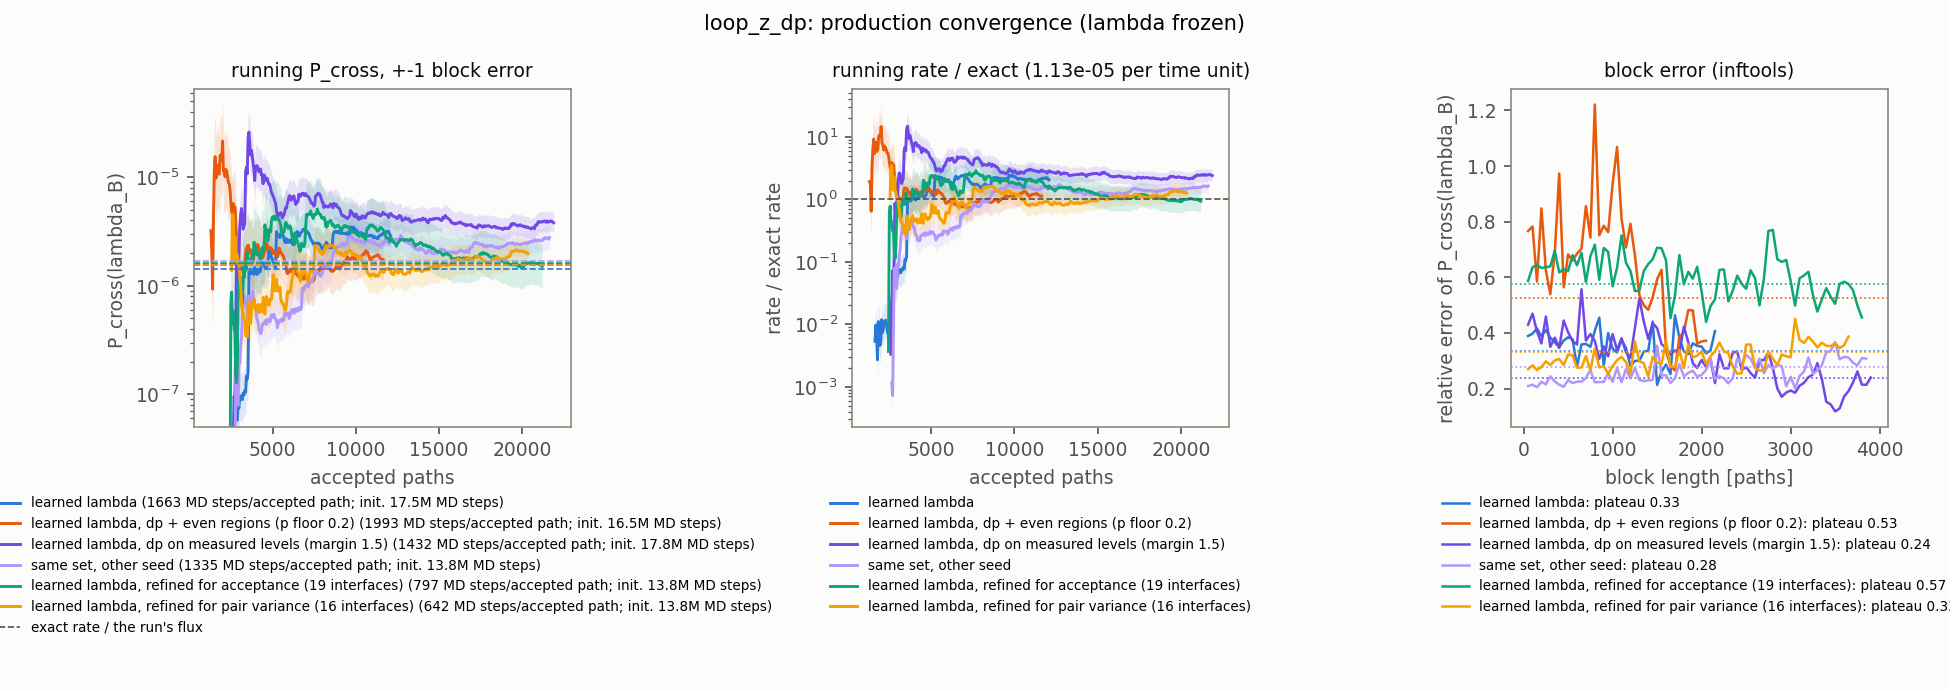 loop_z_dp: production convergence (lambda frozen)
running P_cross, +-1 block error
P_cross(lambda_B)
10⁻⁵
10⁻⁶
10⁻⁷
5000 10000 15000 20000
accepted paths
learned lambda (1663 MD steps/accepted path; init. 17.5M MD steps)
learned lambda, dp + even regions (p floor 0.2) (1993 MD steps/accepted path; init. 16.5M MD steps)
learned lambda, dp on measured levels (margin 1.5) (1432 MD steps/accepted path; init. 17.8M MD steps)
same set, other seed (1335 MD steps/accepted path; init. 13.8M MD steps)
learned lambda, refined for acceptance (19 interfaces) (797 MD steps/accepted path; init. 13.8M MD steps)
learned lambda, refined for pair variance (16 interfaces) (642 MD steps/accepted path; init. 13.8M MD steps)
exact rate / the run's flux
running rate / exact (1.13e-05 per time unit)
rate / exact rate
10¹
10⁰
10⁻¹
10⁻²
10⁻³
5000 10000 15000 20000
accepted paths
learned lambda
learned lambda, dp + even regions (p floor 0.2)
learned lambda, dp on measured levels (margin 1.5)
same set, other seed
learned lambda, refined for acceptance (19 interfaces)
learned lambda, refined for pair variance (16 interfaces)
block error (inftools)
relative error of P_cross(lambda_B)
1.2
1.0
0.8
0.6
0.4
0.2
0 1000 2000 3000 4000
block length [paths]
learned lambda: plateau 0.33
learned lambda, dp + even regions (p floor 0.2): plateau 0.53
learned lambda, dp on measured levels (margin 1.5): plateau 0.24
same set, other seed: plateau 0.28
learned lambda, refined for acceptance (19 interfaces): plateau 0.57
learned lambda, refined for pair variance (16 interfaces): plateau